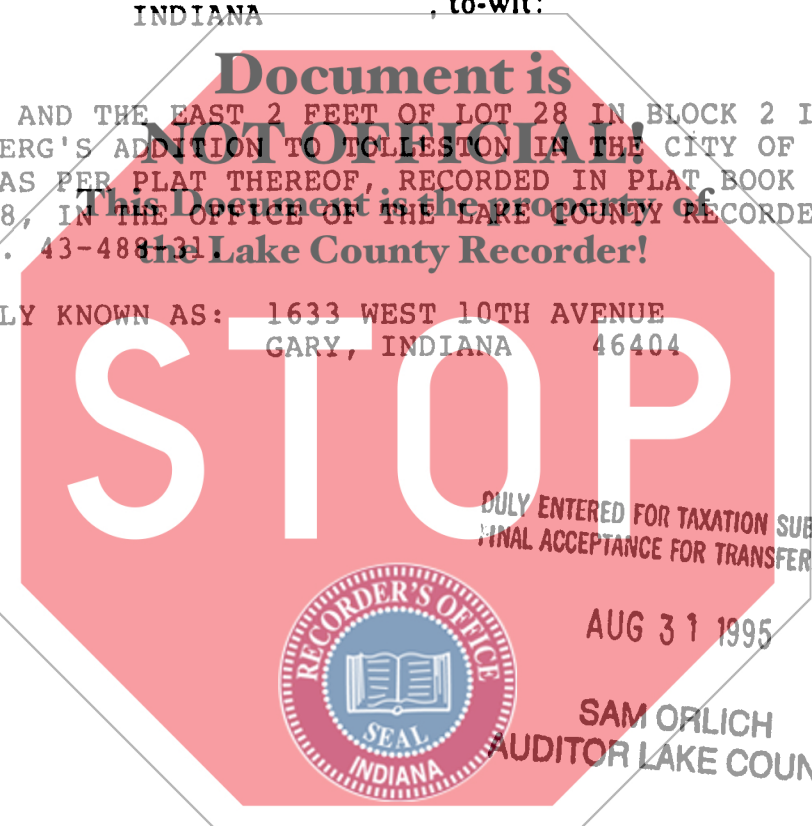 INDIANA , to-wit:
Document is
AND THE EAST 2 FEET OF LOT 28 IN BLOCK 2 I
NOT OFFICIAL!
ERG'S ADDITION TO TOLLESTON IN THE CITY OF
AS PER PLAT THEREOF, RECORDED IN PLAT BOOK
This Document is the property of
8, IN THE OFFICE OF THE LAKE COUNTY RECORDE
. 43-488-31.
the Lake County Recorder!
LY KNOWN AS: 1633 WEST 10TH AVENUE
GARY, INDIANA 46404
STOP
DULY ENTERED FOR TAXATION SUB
FINAL ACCEPTANCE FOR TRANSFER
AUG 31 1995
SAM ORLICH
AUDITOR LAKE COUN
RECORDER'S OFFICE
SEAL
INDIANA